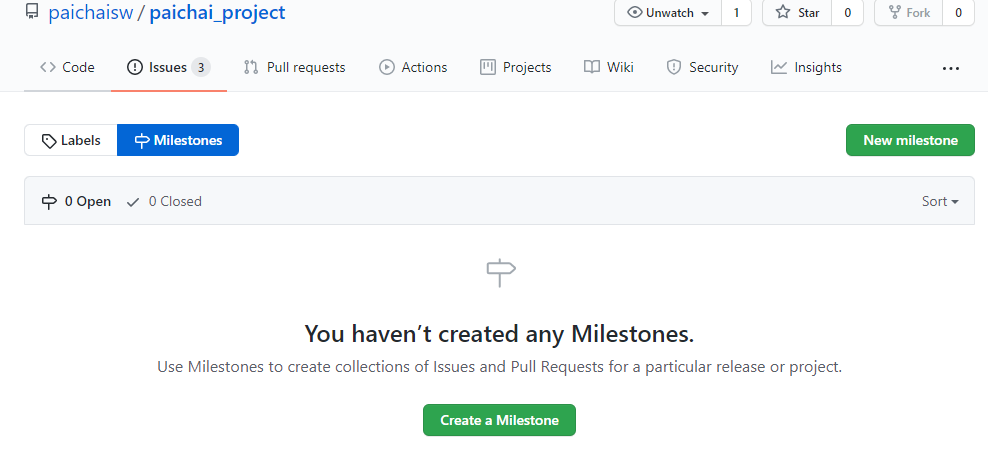 paichaisw / paichai_project
Unwatch 1 Star 0 Fork 0
Code Issues 3 Pull requests Actions Projects Wiki Security Insights ...
Labels Milestones New milestone
0 Open 0 Closed Sort
You haven’t created any Milestones.
Use Milestones to create collections of Issues and Pull Requests for a particular release or project.
Create a Milestone